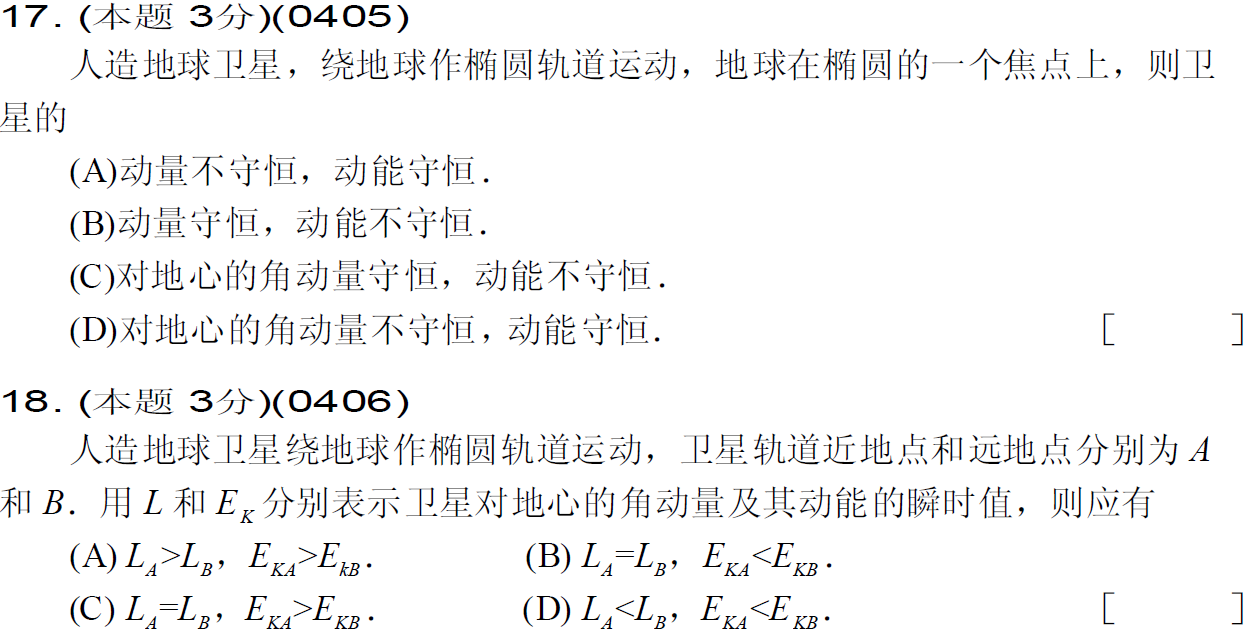 17. (本题 3分)(0405)
人造地球卫星，绕地球作椭圆轨道运动，地球在椭圆的一个焦点上，则卫
星的
(A)动量不守恒，动能守恒．
(B)动量守恒，动能不守恒．
(C)对地心的角动量守恒，动能不守恒．
(D)对地心的角动量不守恒，动能守恒． [ ]
18. (本题 3分)(0406)
人造地球卫星绕地球作椭圆轨道运动，卫星轨道近地点和远地点分别为 A
和 B．用 L 和 E_K 分别表示卫星对地心的角动量及其动能的瞬时值，则应有
(A) L_A>L_B，E_KA>E_kB． (B) L_A=L_B，E_KA<E_KB．
(C) L_A=L_B，E_KA>E_KB． (D) L_A<L_B，E_KA<E_KB． [ ]